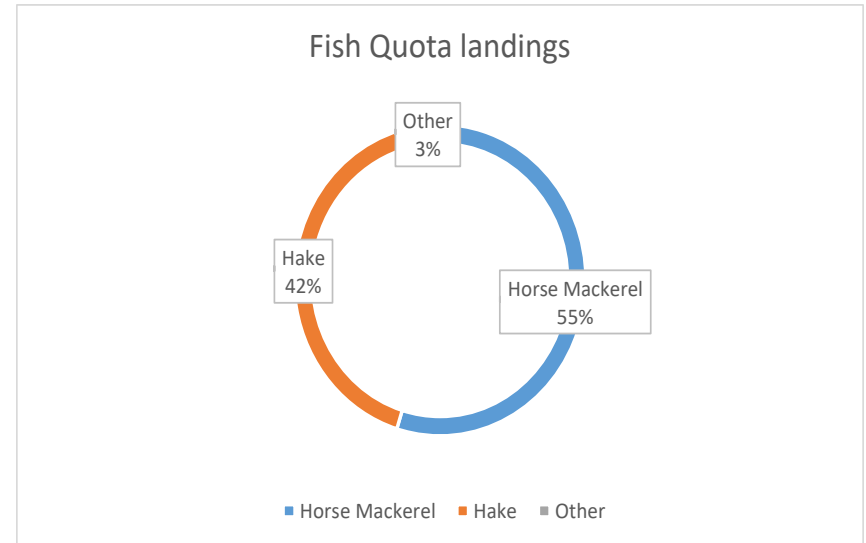 Fish Quota landings
Other
3%
Hake
42%
Horse Mackerel
55%
Horse Mackerel Hake Other